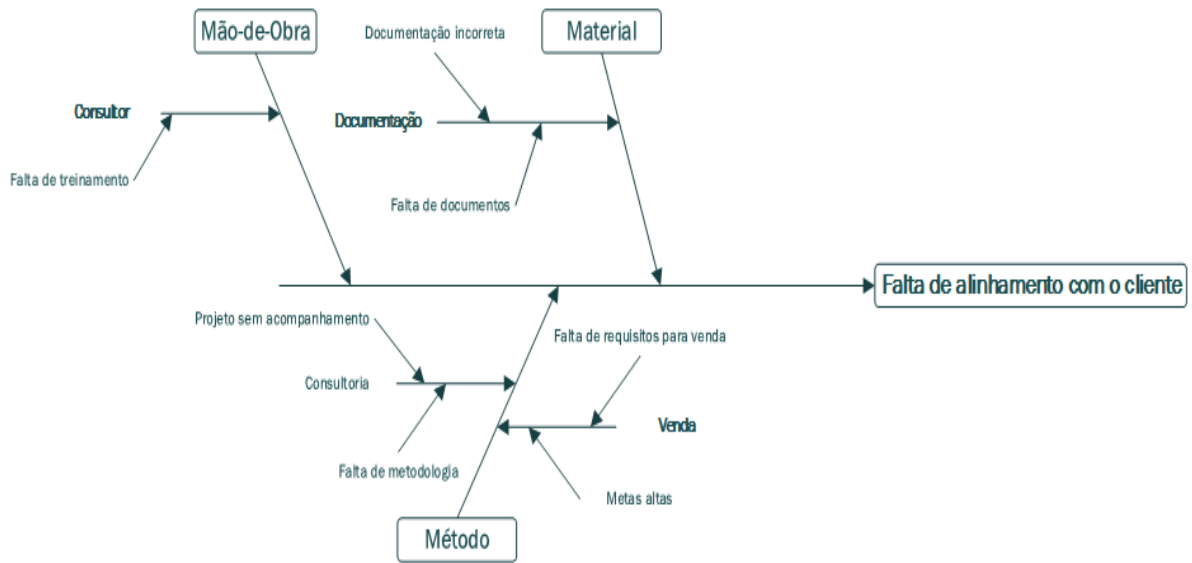 Mão-de-Obra
Documentação incorreta
Material
Consultor
Documentação
Falta de treinamento
Falta de documentos
Falta de alinhamento com o cliente
Projeto sem acompanhamento
Falta de requisitos para venda
Consultoria
Venda
Falta de metodologia
Metas altas
Método